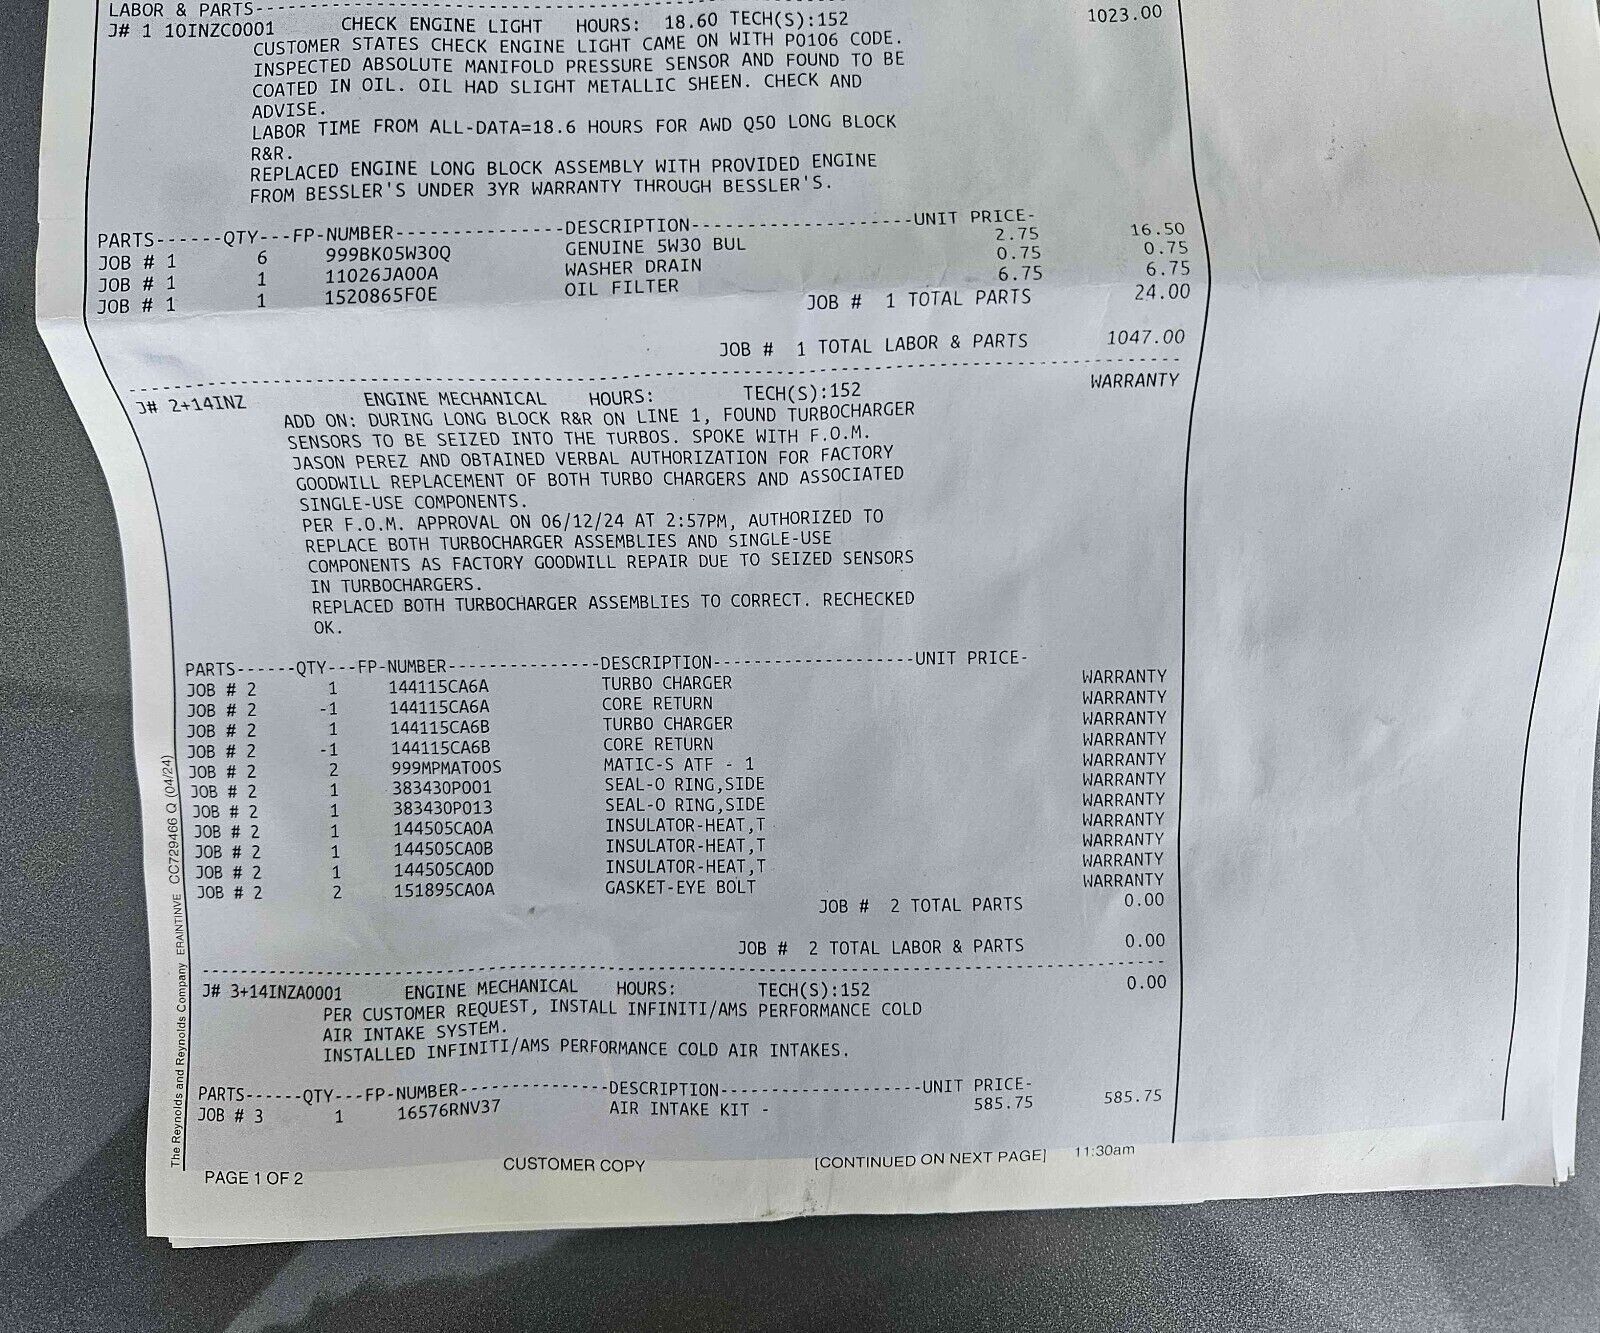 LABOR & PARTS--------------------------------------------------------
J# 1 10INZC0001 CHECK ENGINE LIGHT HOURS: 18.60 TECH(S):152 1023.00
CUSTOMER STATES CHECK ENGINE LIGHT CAME ON WITH P0106 CODE.
INSPECTED ABSOLUTE MANIFOLD PRESSURE SENSOR AND FOUND TO BE
COATED IN OIL. OIL HAD SLIGHT METALLIC SHEEN. CHECK AND
ADVISE.
LABOR TIME FROM ALL-DATA=18.6 HOURS FOR AWD Q50 LONG BLOCK
R&R.
REPLACED ENGINE LONG BLOCK ASSEMBLY WITH PROVIDED ENGINE
FROM BESSLER'S UNDER 3YR WARRANTY THROUGH BESSLER'S.
PARTS------QTY---FP-NUMBER---------------DESCRIPTION--------------------UNIT PRICE-
JOB # 1 6 999BK05W30Q GENUINE 5W30 BUL 2.75 16.50
JOB # 1 1 11026JA00A WASHER DRAIN 0.75 0.75
JOB # 1 1 1520865F0E OIL FILTER 6.75 6.75
JOB # 1 TOTAL PARTS 24.00
JOB # 1 TOTAL LABOR & PARTS 1047.00
J# 2+14INZ ENGINE MECHANICAL HOURS: TECH(S):152 WARRANTY
ADD ON: DURING LONG BLOCK R&R ON LINE 1, FOUND TURBOCHARGER
SENSORS TO BE SEIZED INTO THE TURBOS. SPOKE WITH F.O.M.
JASON PEREZ AND OBTAINED VERBAL AUTHORIZATION FOR FACTORY
GOODWILL REPLACEMENT OF BOTH TURBO CHARGERS AND ASSOCIATED
SINGLE-USE COMPONENTS.
PER F.O.M. APPROVAL ON 06/12/24 AT 2:57PM, AUTHORIZED TO
REPLACE BOTH TURBOCHARGER ASSEMBLIES AND SINGLE-USE
COMPONENTS AS FACTORY GOODWILL REPAIR DUE TO SEIZED SENSORS
IN TURBOCHARGERS.
REPLACED BOTH TURBOCHARGER ASSEMBLIES TO CORRECT. RECHECKED
OK.
PARTS------QTY---FP-NUMBER---------------DESCRIPTION--------------------UNIT PRICE-
JOB # 2 1 144115CA6A TURBO CHARGER WARRANTY
JOB # 2 -1 144115CA6A CORE RETURN WARRANTY
JOB # 2 1 144115CA6B TURBO CHARGER WARRANTY
JOB # 2 -1 144115CA6B CORE RETURN WARRANTY
JOB # 2 2 999MPMAT00S MATIC-S ATF - 1 WARRANTY
JOB # 2 1 383430P001 SEAL-O RING,SIDE WARRANTY
JOB # 2 1 383430P013 SEAL-O RING,SIDE WARRANTY
JOB # 2 1 144505CA0A INSULATOR-HEAT,T WARRANTY
JOB # 2 1 144505CA0B INSULATOR-HEAT,T WARRANTY
JOB # 2 1 144505CA0D INSULATOR-HEAT,T WARRANTY
JOB # 2 2 151895CA0A GASKET-EYE BOLT WARRANTY
JOB # 2 TOTAL PARTS 0.00
JOB # 2 TOTAL LABOR & PARTS 0.00
J# 3+14INZA0001 ENGINE MECHANICAL HOURS: TECH(S):152 0.00
PER CUSTOMER REQUEST, INSTALL INFINITI/AMS PERFORMANCE COLD
AIR INTAKE SYSTEM.
INSTALLED INFINITI/AMS PERFORMANCE COLD AIR INTAKES.
PARTS------QTY---FP-NUMBER---------------DESCRIPTION--------------------UNIT PRICE-
JOB # 3 1 16576RNV37 AIR INTAKE KIT - 585.75 585.75
PAGE 1 OF 2 CUSTOMER COPY [CONTINUED ON NEXT PAGE] 11:30am
The Reynolds and Reynolds Company ERAINTINVE CC729466 Q (04/24)